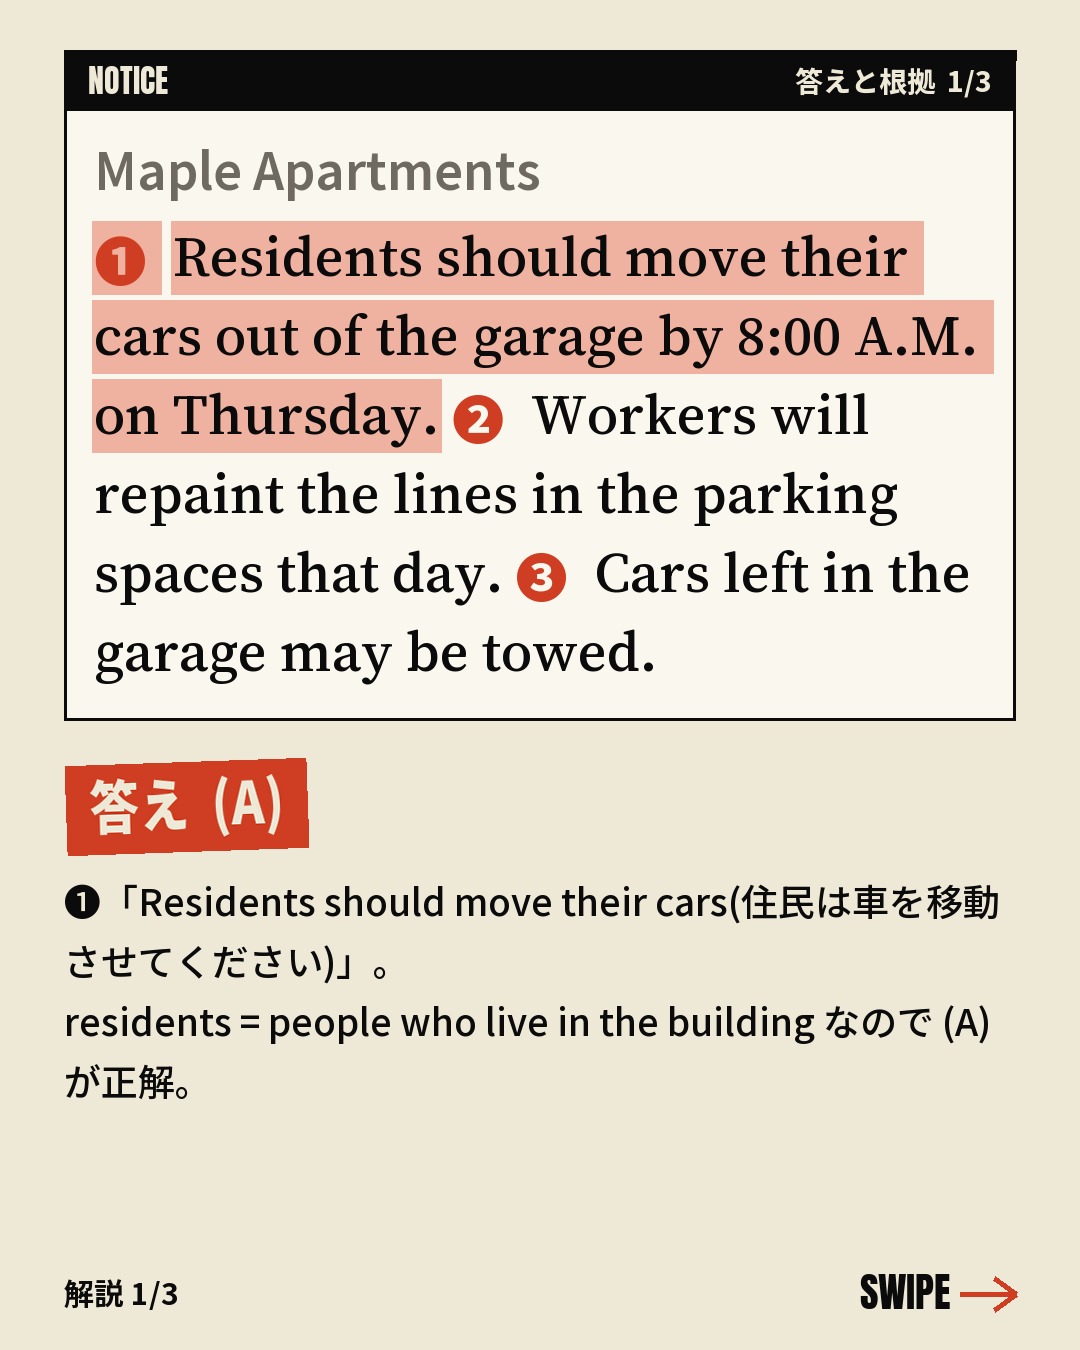 NOTICE
答えと根拠 1/3
Maple Apartments
❶ Residents should move their
cars out of the garage by 8:00 A.M.
on Thursday. ❷ Workers will
repaint the lines in the parking
spaces that day. ❸ Cars left in the
garage may be towed.
答え (A)
❶「Residents should move their cars(住民は車を移動
させてください)」。
residents = people who live in the building なので (A)
が正解。
解説 1/3
SWIPE →